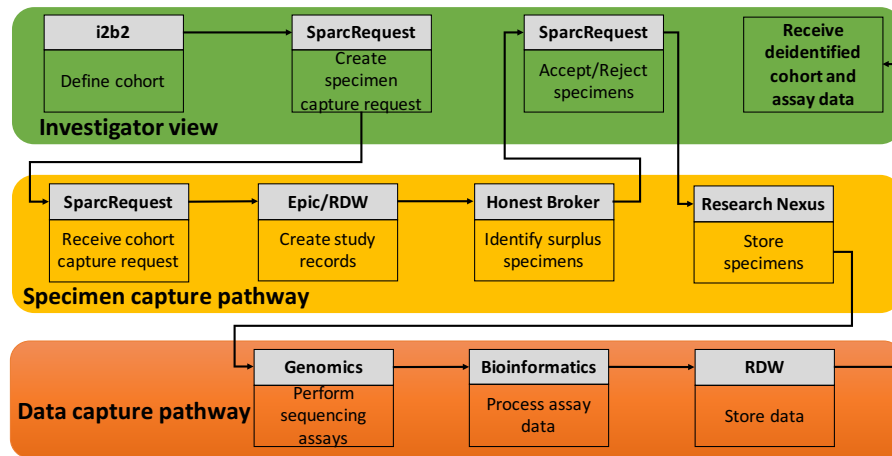 i2b2
Define cohort
SparcRequest
Create
specimen
capture request
SparcRequest
Accept/Reject
specimens
Receive
deidentified
cohort and
assay data
Investigator view
SparcRequest
Receive cohort
capture request
Epic/RDW
Create study
records
Honest Broker
Identify surplus
specimens
Research Nexus
Store
specimens
Specimen capture pathway
Genomics
Perform
sequencing
assays
Bioinformatics
Process assay
data
RDW
Store data
Data capture pathway